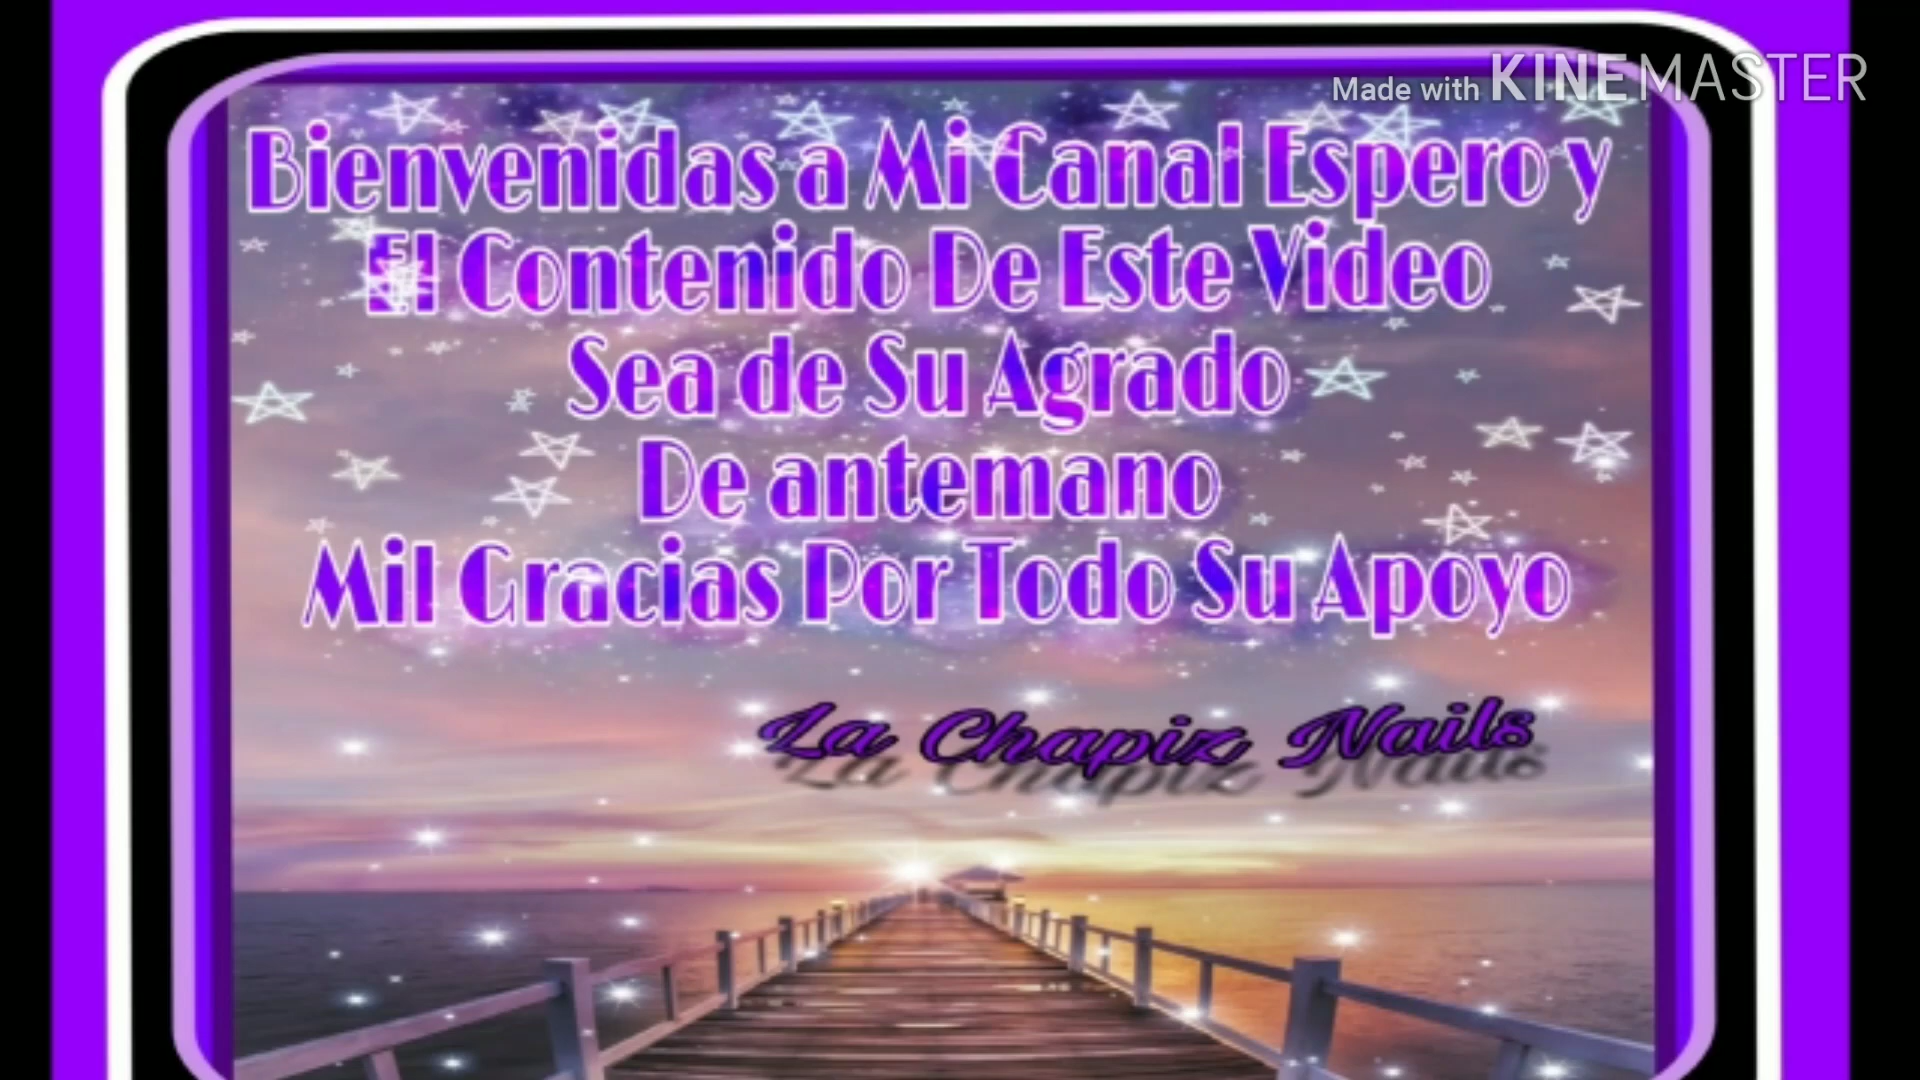 Made with KINEMASTER
Bienvenidas a Mi Canal Espero y
El Contenido De Este Video
Sea de Su Agrado
De antemano
Mil Gracias Por Todo Su Apoyo
La Chapiz Nails